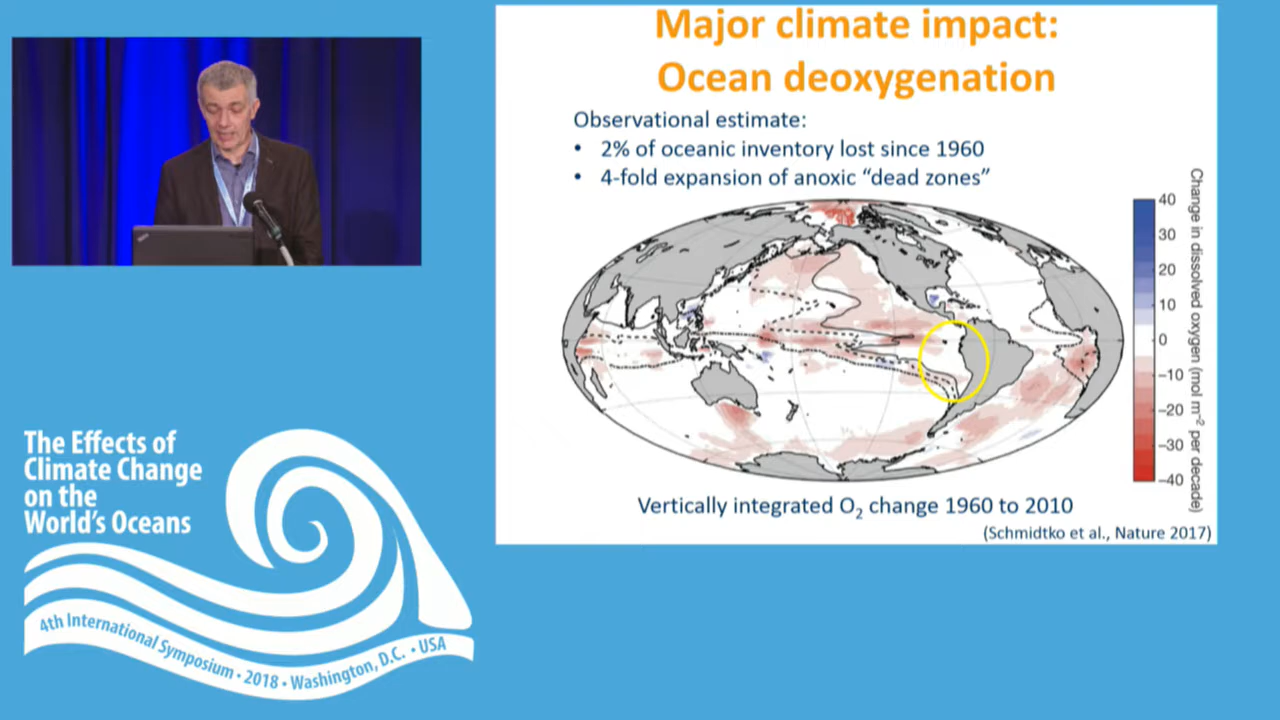 Major climate impact:
Ocean deoxygenation
Observational estimate:
• 2% of oceanic inventory lost since 1960
• 4-fold expansion of anoxic “dead zones”
40
30
20
10
0
−10
−20
−30
−40
Change in dissolved oxygen (mol m⁻² per decade)
Vertically integrated O₂ change 1960 to 2010
(Schmidtko et al., Nature 2017)
The Effects of
Climate Change
on the
World's Oceans
4th International Symposium • 2018 • Washington, D.C. • USA